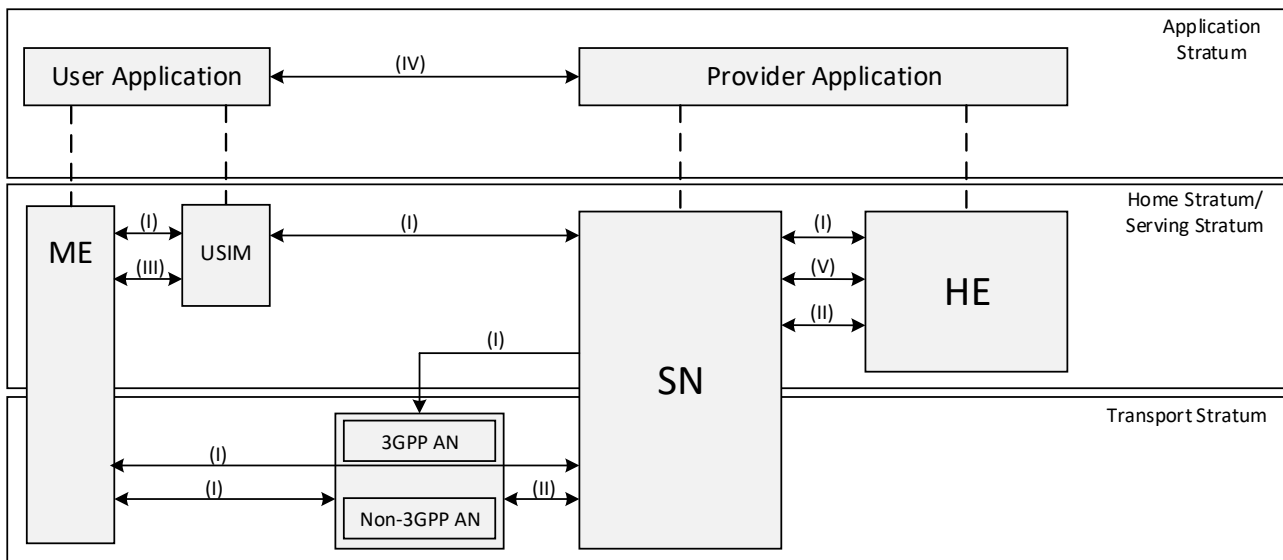 Application
Stratum
User Application
(IV)
Provider Application
Home Stratum/
Serving Stratum
ME
(I)
(III)
USIM
(I)
SN
(I)
(V)
(II)
HE
(I)
Transport Stratum
3GPP AN
(I)
(I)
(II)
Non-3GPP AN